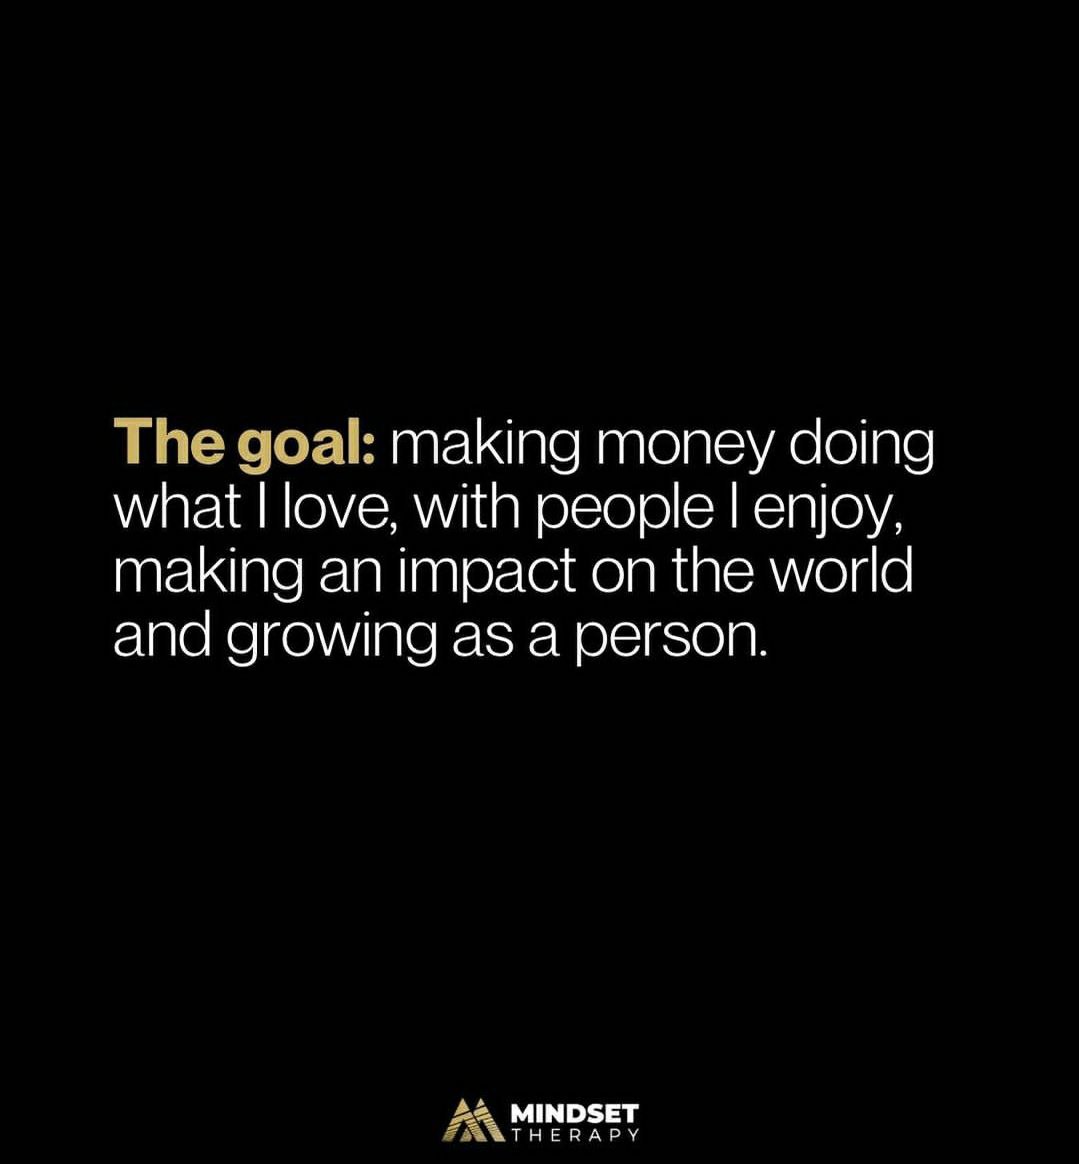 The goal: making money doing
what I love, with people I enjoy,
making an impact on the world
and growing as a person.
MINDSET
THERAPY